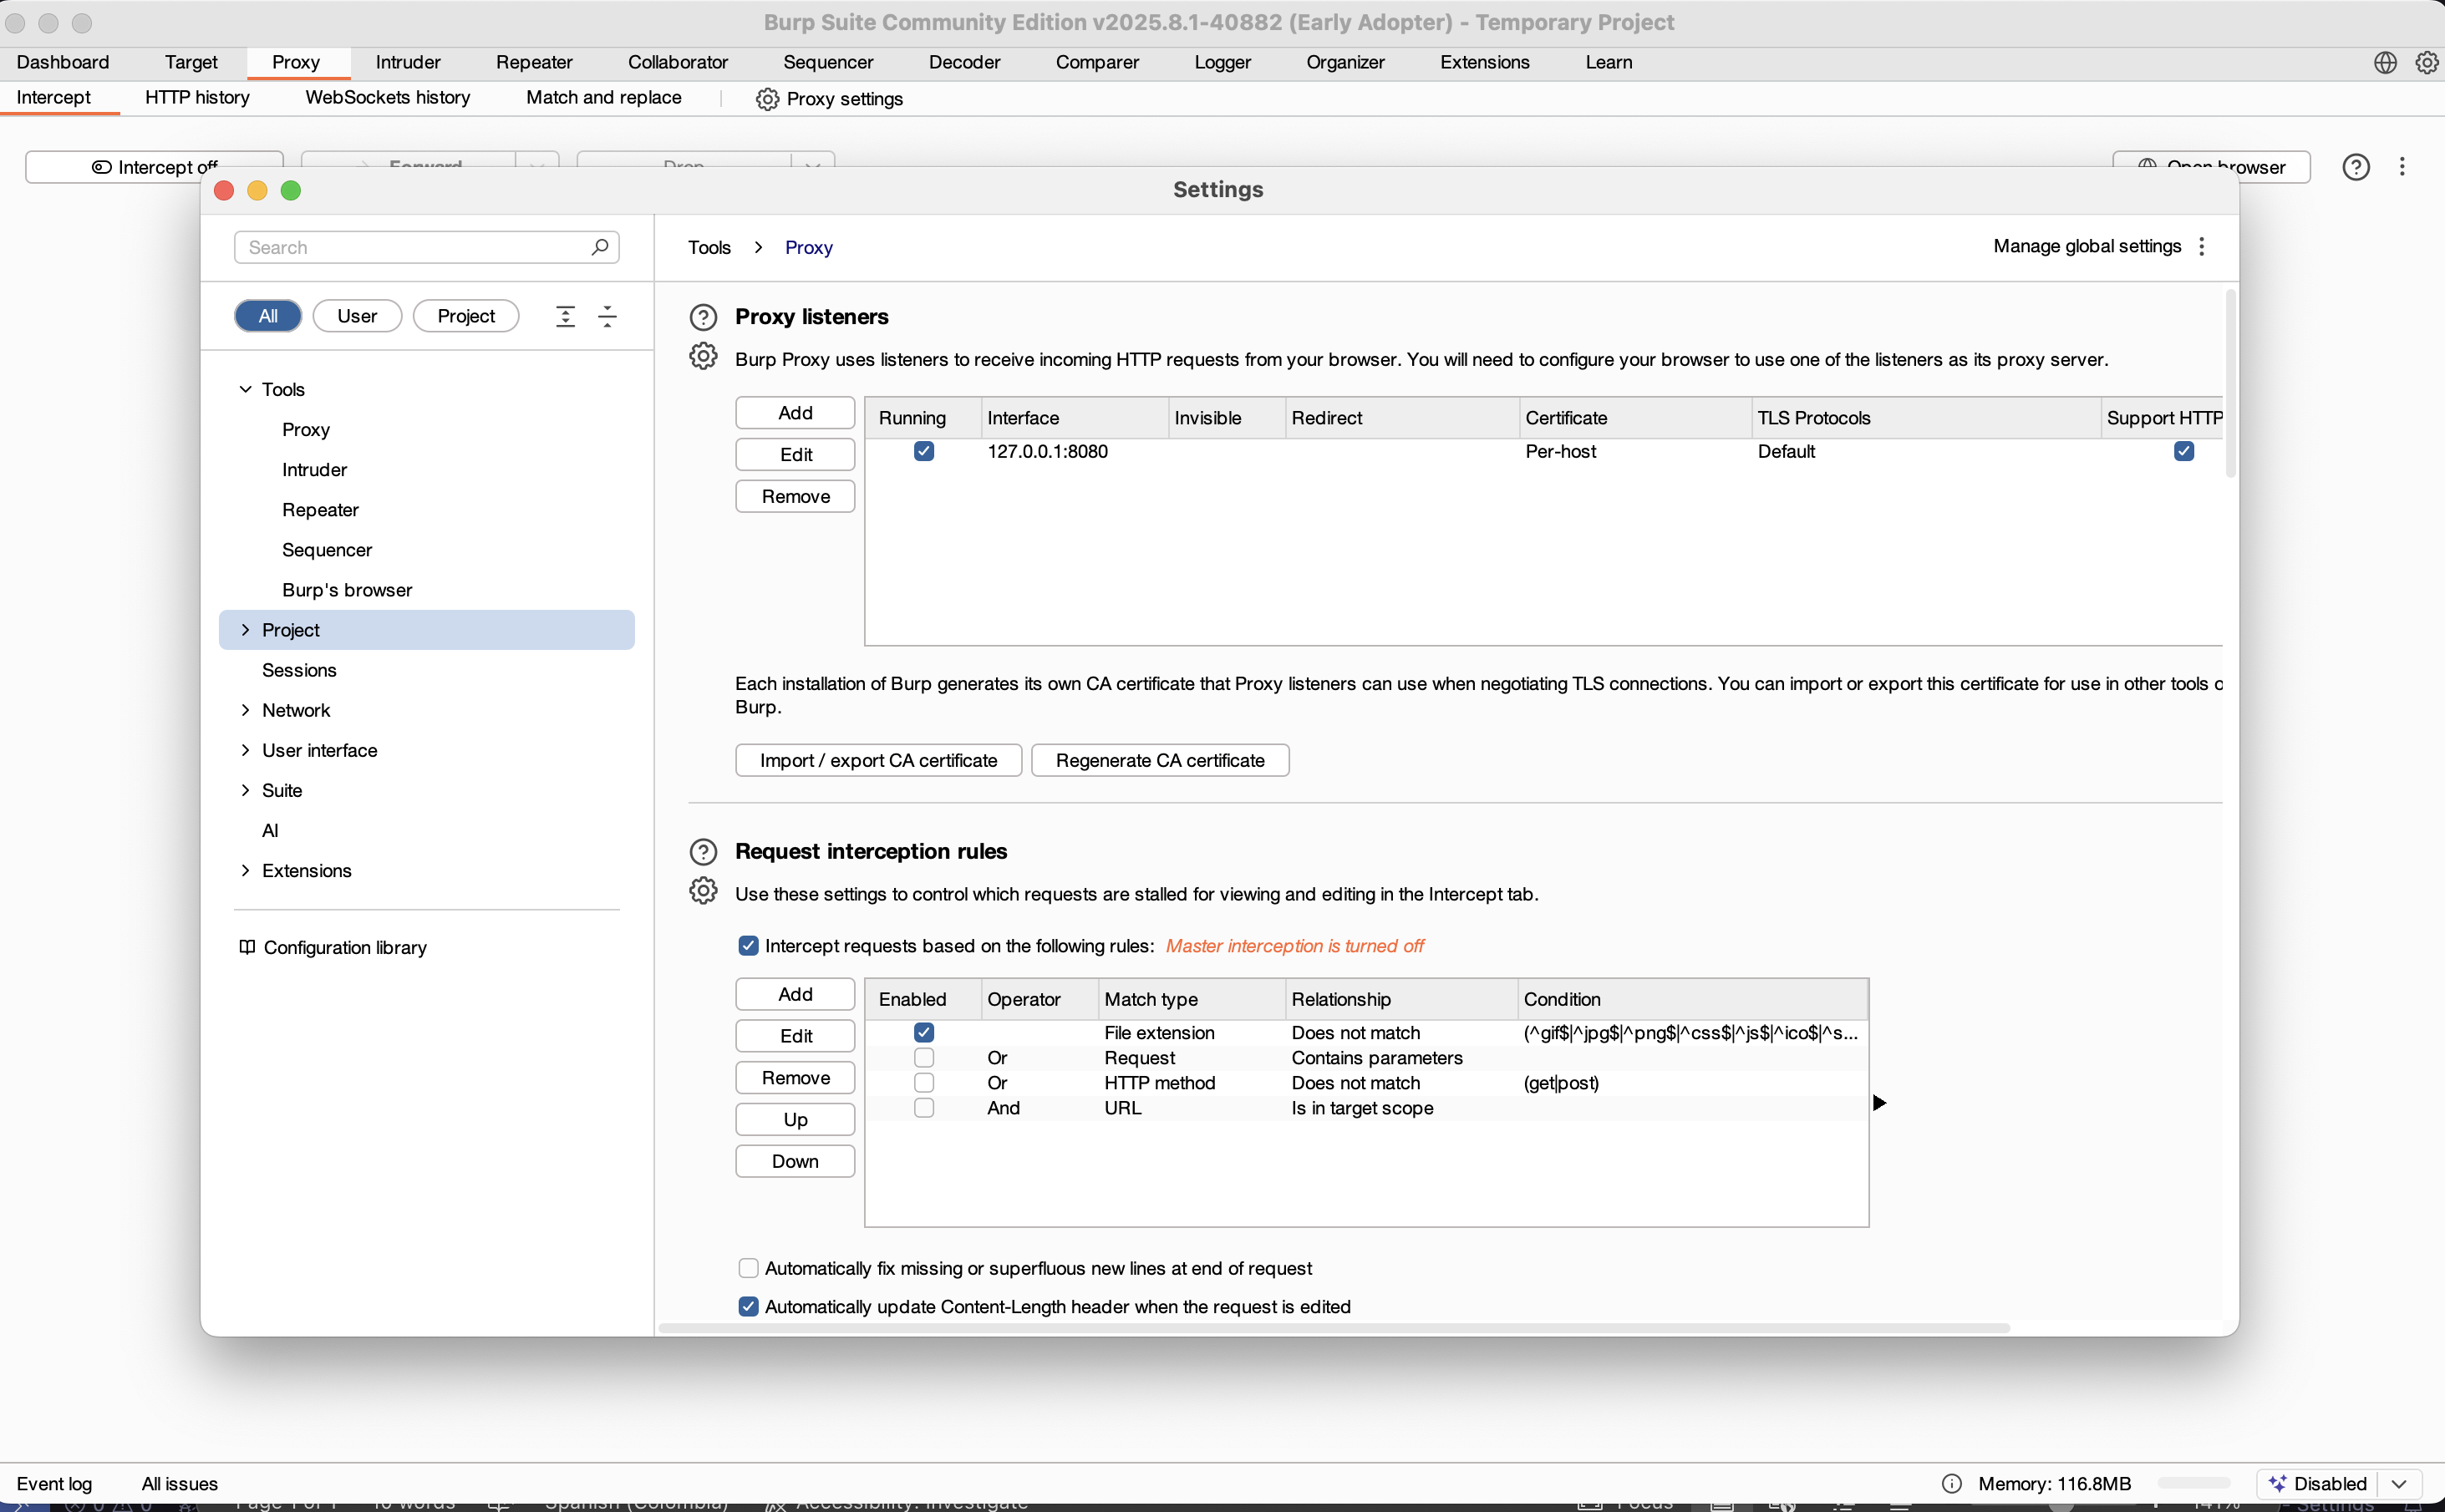 Burp Suite Community Edition v2025.8.1-40882 (Early Adopter) - Temporary Project
Dashboard Target Proxy Intruder Repeater Collaborator Sequencer Decoder Comparer Logger Organizer Extensions Learn
Intercept HTTP history WebSockets history Match and replace Proxy settings
Intercept off Forward Drop Open browser
Settings
Search
Tools > Proxy
Manage global settings
All User Project
Tools
Proxy
Intruder
Repeater
Sequencer
Burp's browser
Project
Sessions
Network
User interface
Suite
AI
Extensions
Configuration library
Proxy listeners
Burp Proxy uses listeners to receive incoming HTTP requests from your browser. You will need to configure your browser to use one of the listeners as its proxy server.
Add
Edit
Remove
Running Interface Invisible Redirect Certificate TLS Protocols Support HTTP
127.0.0.1:8080 Per-host Default
Each installation of Burp generates its own CA certificate that Proxy listeners can use when negotiating TLS connections. You can import or export this certificate for use in other tools o
Burp.
Import / export CA certificate Regenerate CA certificate
Request interception rules
Use these settings to control which requests are stalled for viewing and editing in the Intercept tab.
Intercept requests based on the following rules: Master interception is turned off
Add
Edit
Remove
Up
Down
Enabled Operator Match type Relationship Condition
File extension Does not match (^gif$|^jpg$|^png$|^css$|^js$|^ico$|^s...
Or Request Contains parameters
Or HTTP method Does not match (get|post)
And URL Is in target scope
Automatically fix missing or superfluous new lines at end of request
Automatically update Content-Length header when the request is edited
Event log All issues Memory: 116.8MB Disabled
Page 1 of 1 Spanish (Colombia) Accessibility: Investigate Focus